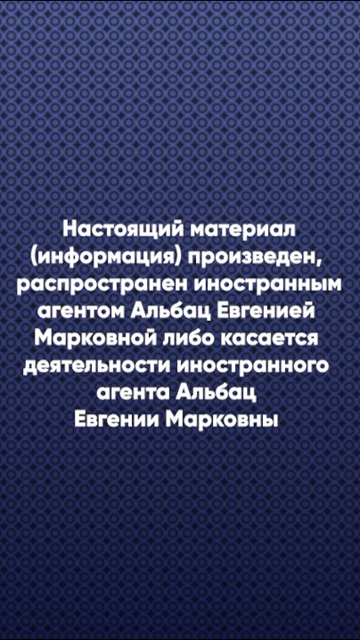 Настоящий материал
(информация) произведен,
распространен иностранным
агентом Альбац Евгенией
Марковной либо касается
деятельности иностранного
агента Альбац
Евгении Марковны